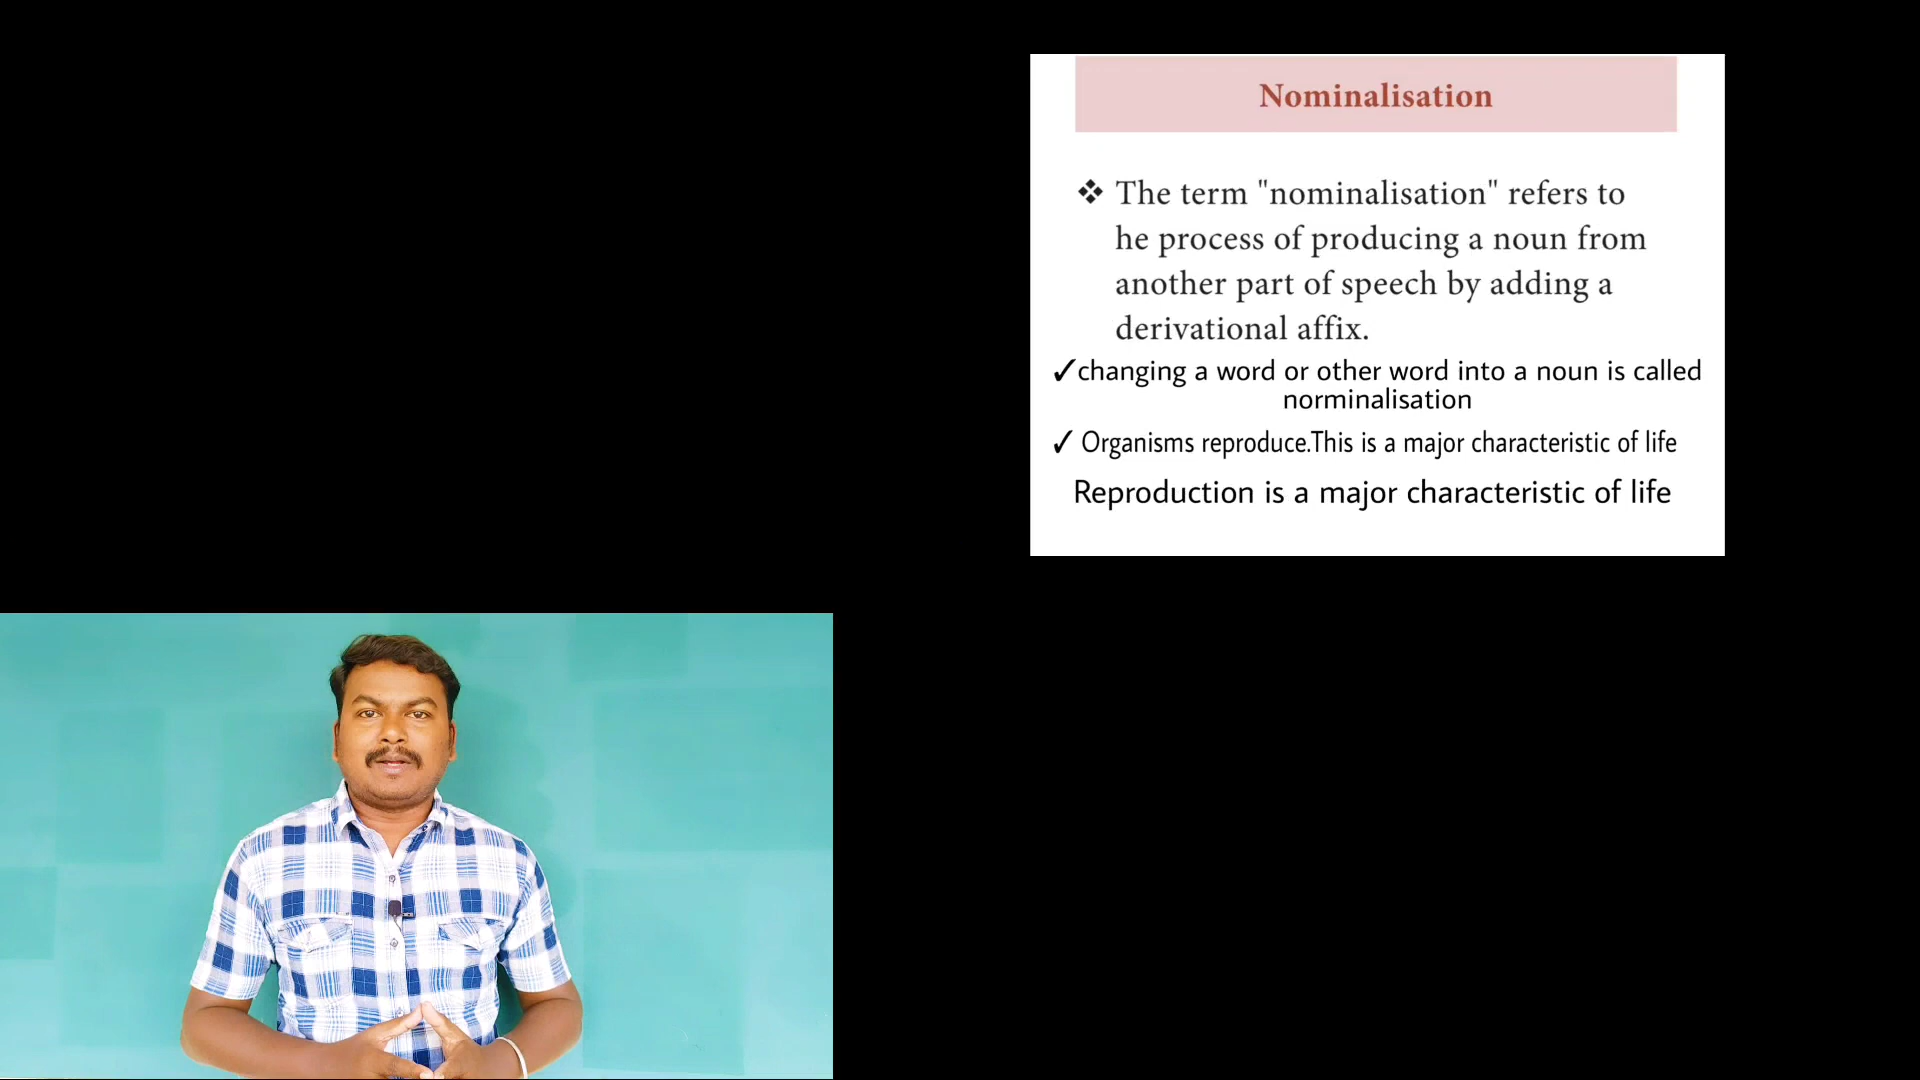 Nominalisation
❖ The term "nominalisation" refers to
he process of producing a noun from
another part of speech by adding a
derivational affix.
✓changing a word or other word into a noun is called
norminalisation
✓ Organisms reproduce.This is a major characteristic of life
Reproduction is a major characteristic of life